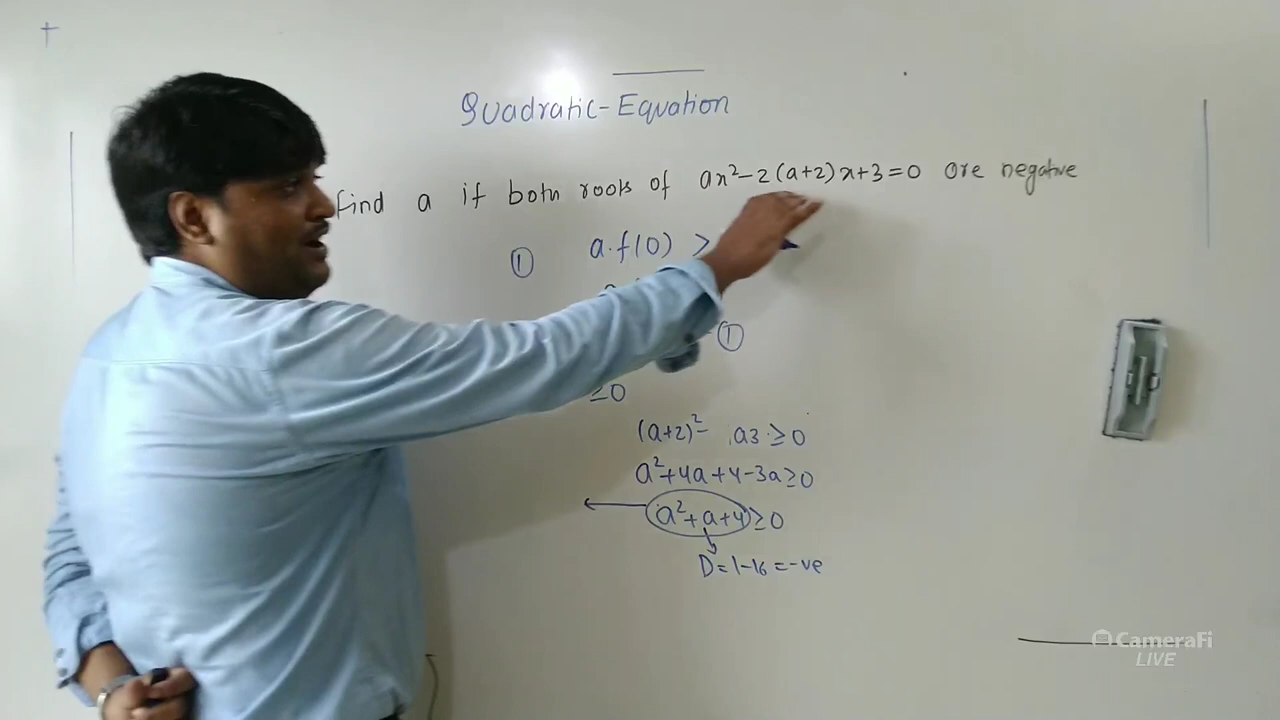 Quadratic-Equation
Find a if both roots of ax²-2(a+2)x+3=0 are negative
① a.f(0) >
①
≥0
(a+2)²- a3 ≥ 0
a²+4a+4-3a≥0
a²+a+4≥0
D=1-16=-ve
CameraFi
LIVE